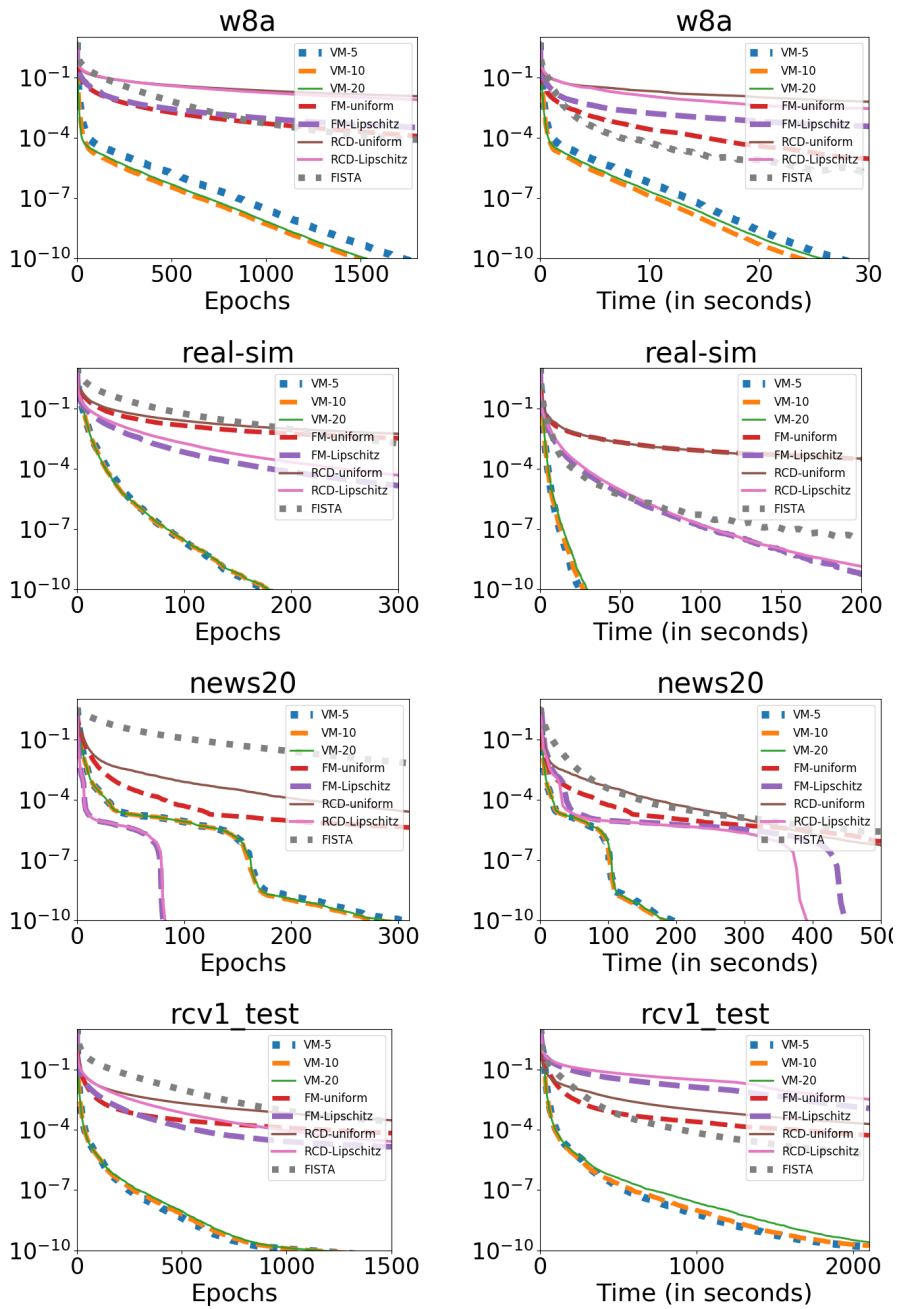 w8a
10⁻¹
10⁻⁴
10⁻⁷
10⁻¹⁰
0
500
1000
1500
Epochs
VM-5
VM-10
VM-20
FM-uniform
FM-Lipschitz
RCD-uniform
RCD-Lipschitz
FISTA
w8a
10⁻¹
10⁻⁴
10⁻⁷
10⁻¹⁰
0
10
20
30
Time (in seconds)
VM-5
VM-10
VM-20
FM-uniform
FM-Lipschitz
RCD-uniform
RCD-Lipschitz
FISTA
real-sim
10⁻¹
10⁻⁴
10⁻⁷
10⁻¹⁰
0
100
200
300
Epochs
VM-5
VM-10
VM-20
FM-uniform
FM-Lipschitz
RCD-uniform
RCD-Lipschitz
FISTA
real-sim
10⁻¹
10⁻⁴
10⁻⁷
10⁻¹⁰
0
50
100
150
200
Time (in seconds)
VM-5
VM-10
VM-20
FM-uniform
FM-Lipschitz
RCD-uniform
RCD-Lipschitz
FISTA
news20
10⁻¹
10⁻⁴
10⁻⁷
10⁻¹⁰
0
100
200
300
Epochs
VM-5
VM-10
VM-20
FM-uniform
FM-Lipschitz
RCD-uniform
RCD-Lipschitz
FISTA
news20
10⁻¹
10⁻⁴
10⁻⁷
10⁻¹⁰
0
100
200
300
400
500
Time (in seconds)
VM-5
VM-10
VM-20
FM-uniform
FM-Lipschitz
RCD-uniform
RCD-Lipschitz
FISTA
rcv1_test
10⁻¹
10⁻⁴
10⁻⁷
10⁻¹⁰
0
500
1000
1500
Epochs
VM-5
VM-10
VM-20
FM-uniform
FM-Lipschitz
RCD-uniform
RCD-Lipschitz
FISTA
rcv1_test
10⁻¹
10⁻⁴
10⁻⁷
10⁻¹⁰
0
1000
2000
Time (in seconds)
VM-5
VM-10
VM-20
FM-uniform
FM-Lipschitz
RCD-uniform
RCD-Lipschitz
FISTA